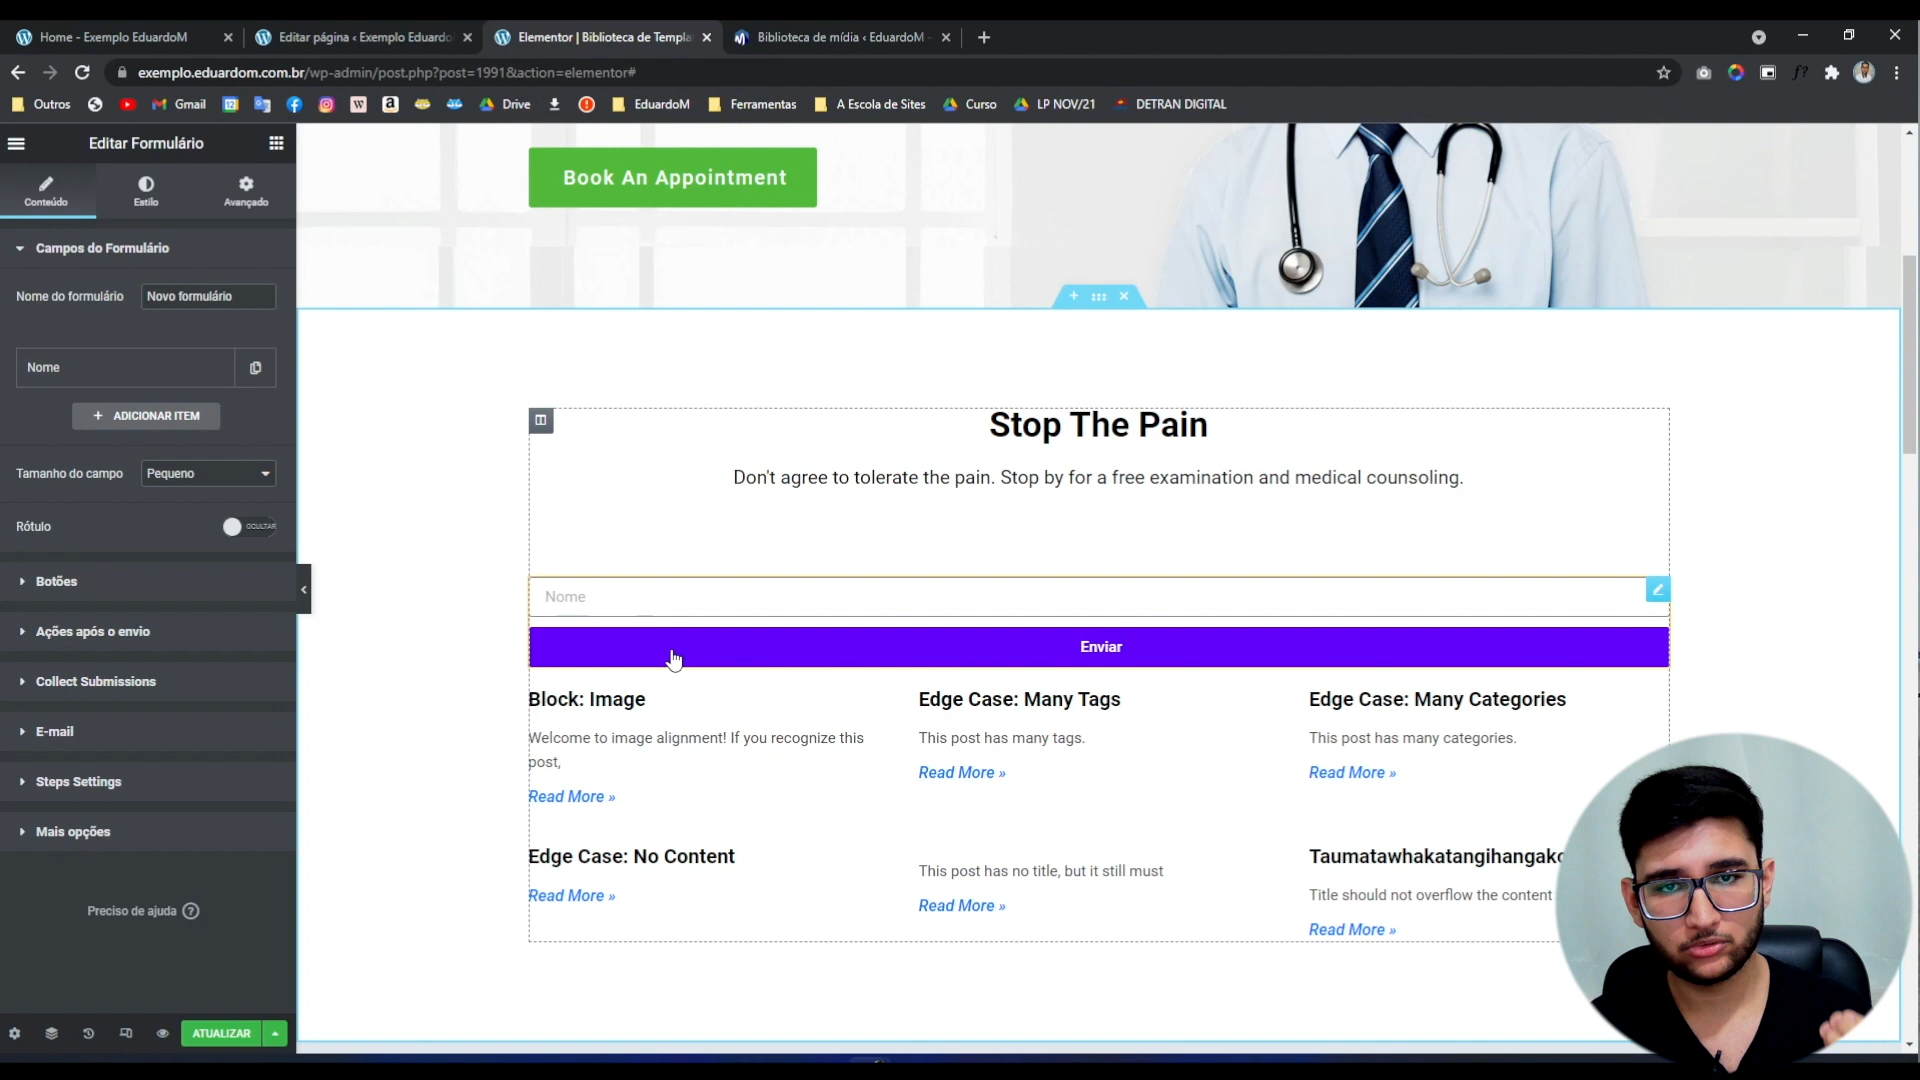 Home - Exemplo EduardoM
Editar página ‹ Exemplo Eduardo
Elementor | Biblioteca de Templa
Biblioteca de mídia ‹ EduardoM -
exemplo.eduardom.com.br/wp-admin/post.php?post=1991&action=elementor#
Outros
Gmail
Drive
EduardoM
Ferramentas
A Escola de Sites
Curso
LP NOV/21
DETRAN DIGITAL
Editar Formulário
Conteúdo
Estilo
Avançado
Campos do Formulário
Nome do formulário
Novo formulário
Nome
+ ADICIONAR ITEM
Tamanho do campo
Pequeno
Rótulo
OCULTAR
Botões
Ações após o envio
Collect Submissions
E-mail
Steps Settings
Mais opções
Preciso de ajuda ?
ATUALIZAR
Book An Appointment
Stop The Pain
Don't agree to tolerate the pain. Stop by for a free examination and medical counsoling.
Nome
Enviar
Block: Image
Welcome to image alignment! If you recognize this
post,
Read More »
Edge Case: Many Tags
This post has many tags.
Read More »
Edge Case: Many Categories
This post has many categories.
Read More »
Edge Case: No Content
Read More »
This post has no title, but it still must
Read More »
Taumatawhakatangihangako
Title should not overflow the content
Read More »